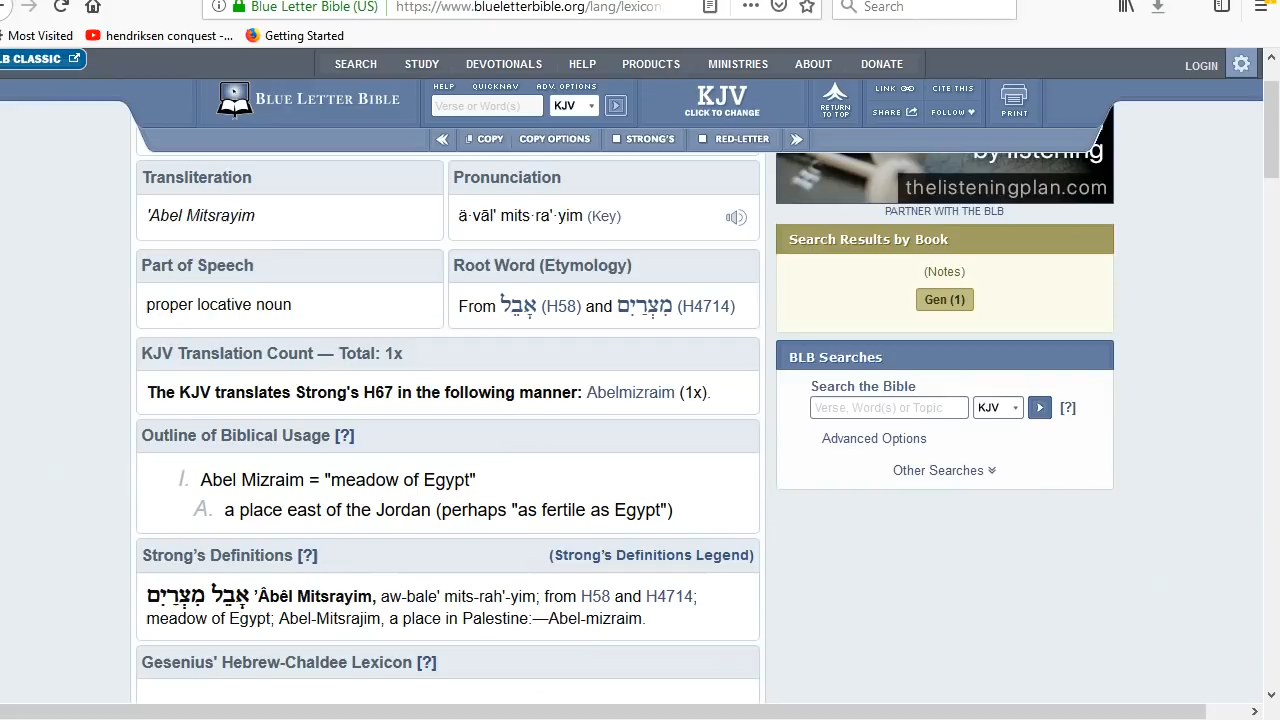 Blue Letter Bible (US) https://www.blueletterbible.org/lang/lexicon Search
Most Visited hendriksen conquest -... Getting Started
LB CLASSIC SEARCH STUDY DEVOTIONALS HELP PRODUCTS MINISTRIES ABOUT DONATE LOGIN
HELP QUICKNAV ADV. OPTIONS LINK CITE THIS
BLUE LETTER BIBLE Verse or Word(s) KJV KJV CLICK TO CHANGE RETURN TO TOP SHARE FOLLOW PRINT
COPY COPY OPTIONS STRONG'S RED-LETTER
by listening
thelisteningplan.com
PARTNER WITH THE BLB
Transliteration Pronunciation
'Abel Mitsrayim ä·väl' mits·ra'·yim (Key)
Part of Speech Root Word (Etymology)
proper locative noun From אָבֵל (H58) and מִצְרַיִם (H4714)
KJV Translation Count — Total: 1x
The KJV translates Strong's H67 in the following manner: Abelmizraim (1x).
Outline of Biblical Usage [?]
I. Abel Mizraim = "meadow of Egypt"
A. a place east of the Jordan (perhaps "as fertile as Egypt")
Strong's Definitions [?] (Strong's Definitions Legend)
אָבֵל מִצְרַיִם ʼÂbêl Mitsrayim, aw-bale' mits-rah'-yim; from H58 and H4714;
meadow of Egypt; Abel-Mitsrajim, a place in Palestine:—Abel-mizraim.
Gesenius' Hebrew-Chaldee Lexicon [?]
Search Results by Book
(Notes)
Gen (1)
BLB Searches
Search the Bible
Verse, Word(s) or Topic KJV [?]
Advanced Options
Other Searches